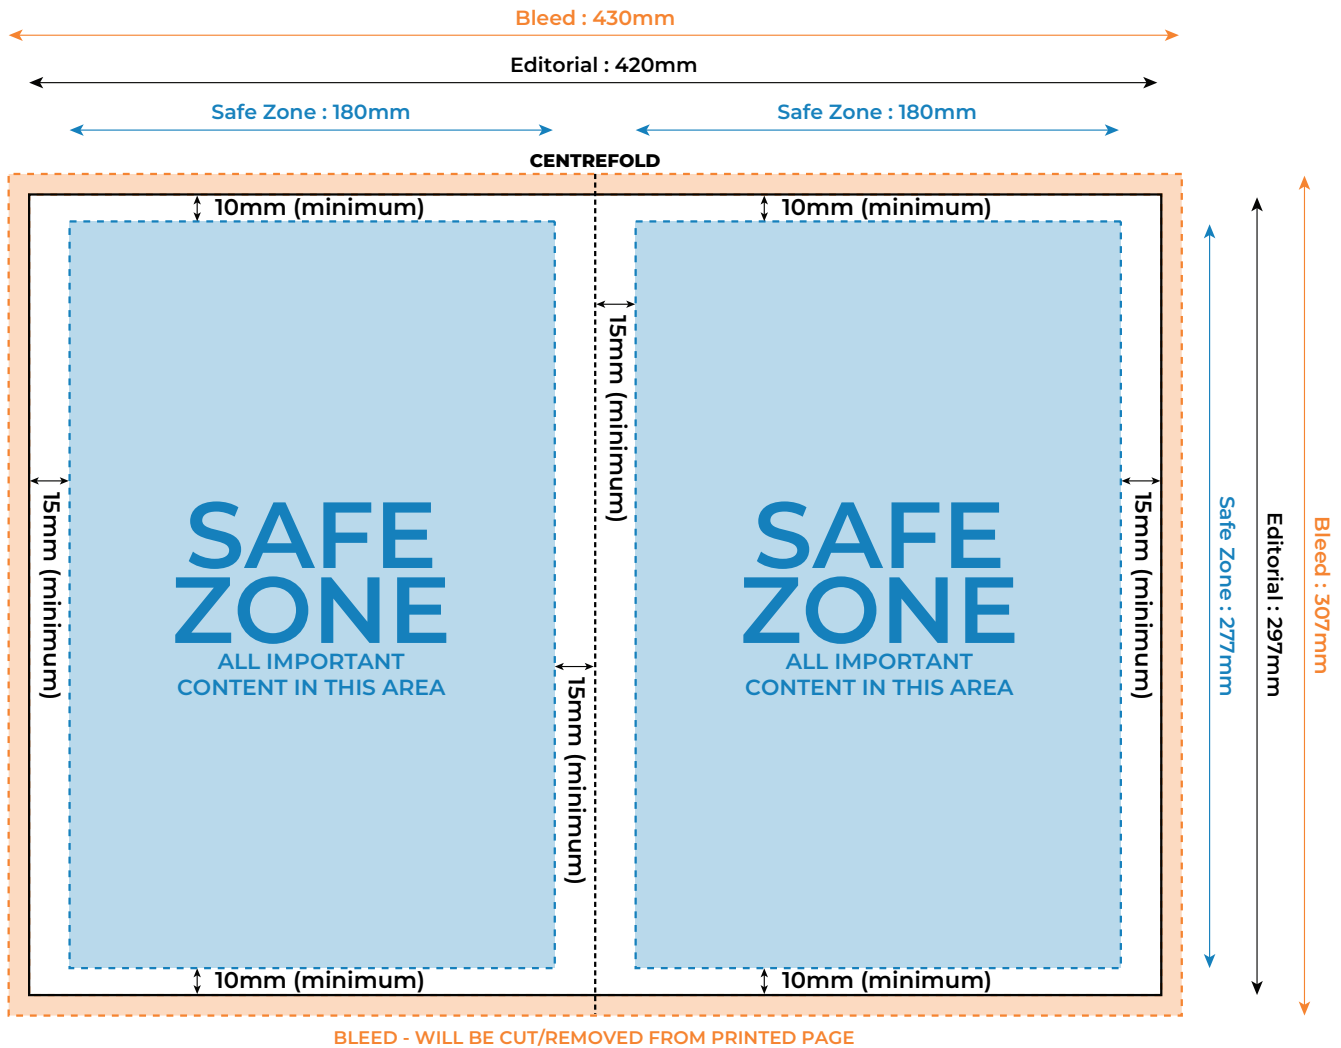 Bleed : 430mm
Editorial : 420mm
Safe Zone : 180mm
Safe Zone : 180mm
CENTREFOLD
10mm (minimum)
10mm (minimum)
15mm (minimum)
15mm (minimum)
SAFE
ZONE
ALL IMPORTANT
CONTENT IN THIS AREA
15mm (minimum)
SAFE
ZONE
ALL IMPORTANT
CONTENT IN THIS AREA
15mm (minimum)
Safe Zone : 277mm
Editorial : 297mm
Bleed : 307mm
10mm (minimum)
10mm (minimum)
BLEED - WILL BE CUT/REMOVED FROM PRINTED PAGE